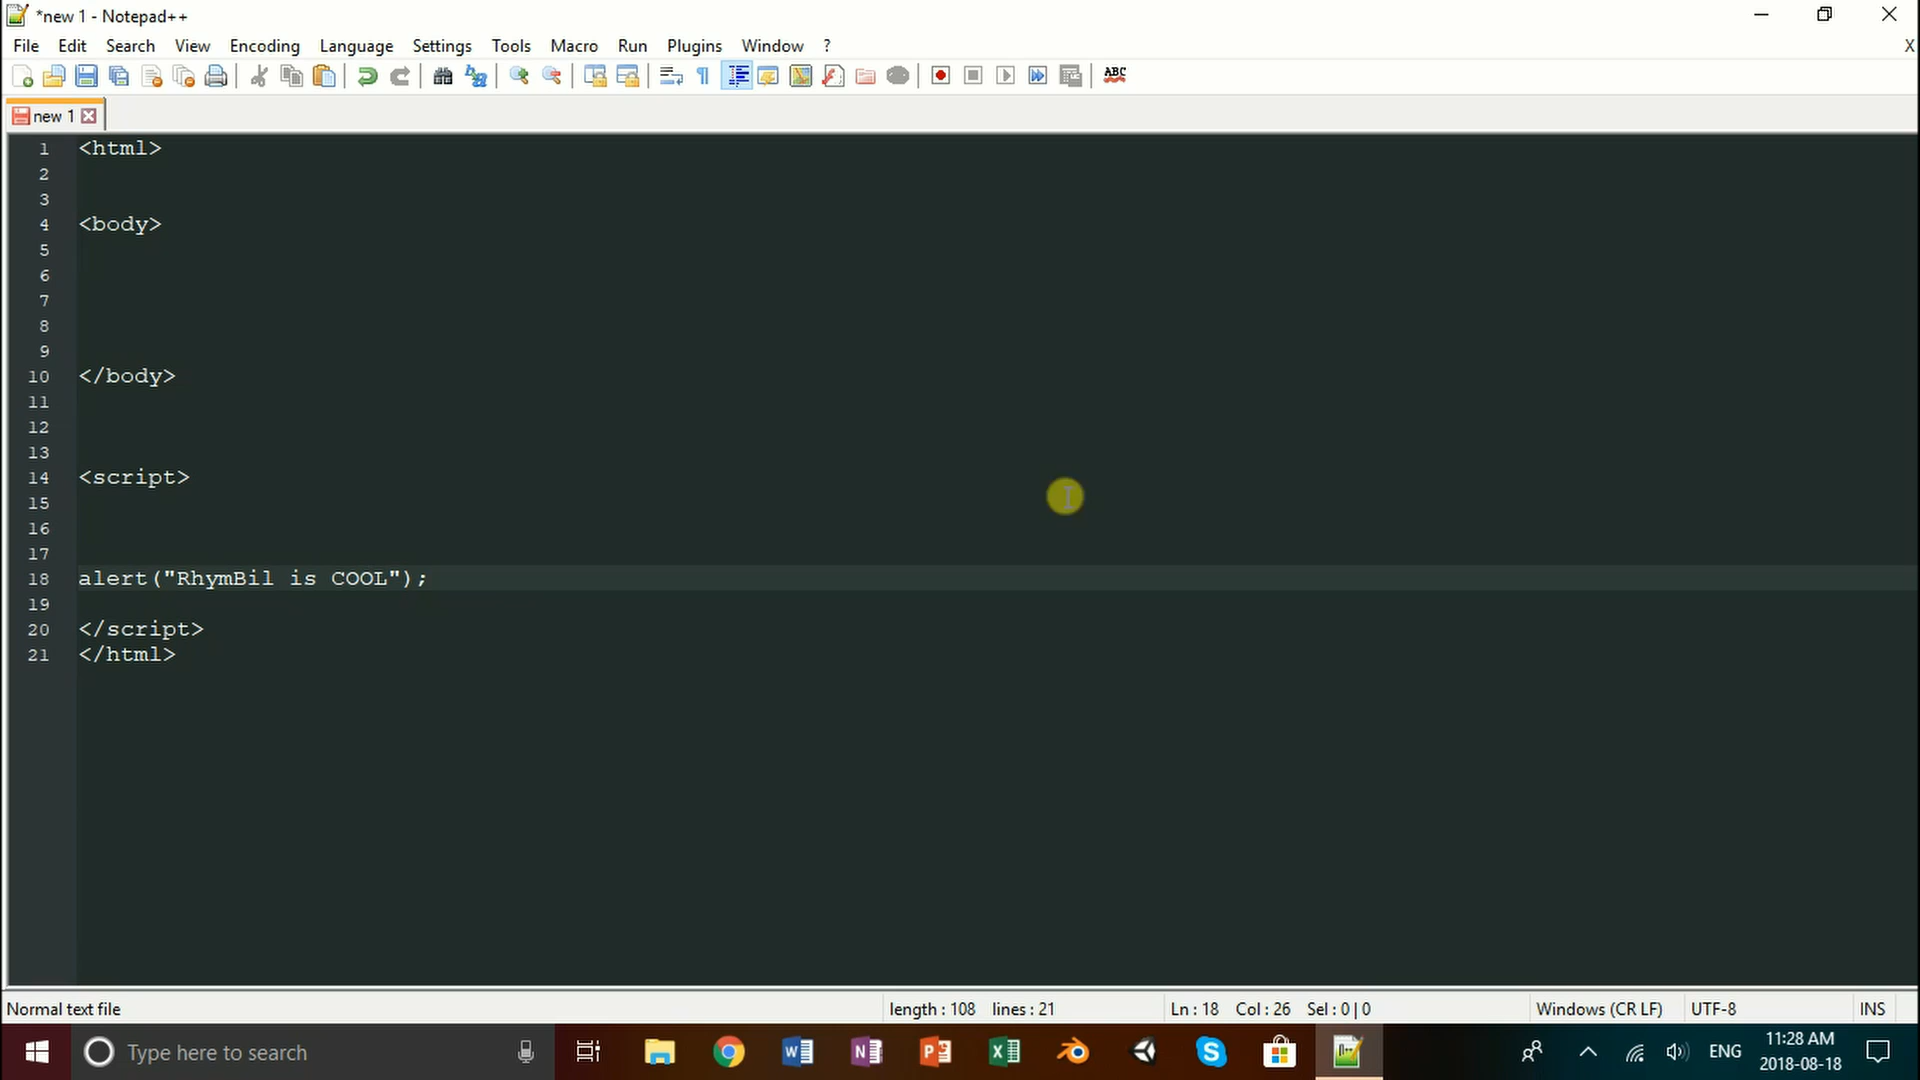 *new 1 - Notepad++
File Edit Search View Encoding Language Settings Tools Macro Run Plugins Window ? X
ABC
new 1
1 <html>
2
3
4 <body>
5
6
7
8
9
10 </body>
11
12
13
14 <script>
15
16
17
18 alert("RhymBil is COOL");
19
20 </script>
21 </html>
Normal text file length : 108 lines : 21 Ln : 18 Col : 26 Sel : 0 | 0 Windows (CR LF) UTF-8 INS
Type here to search ENG 11:28 AM
2018-08-18